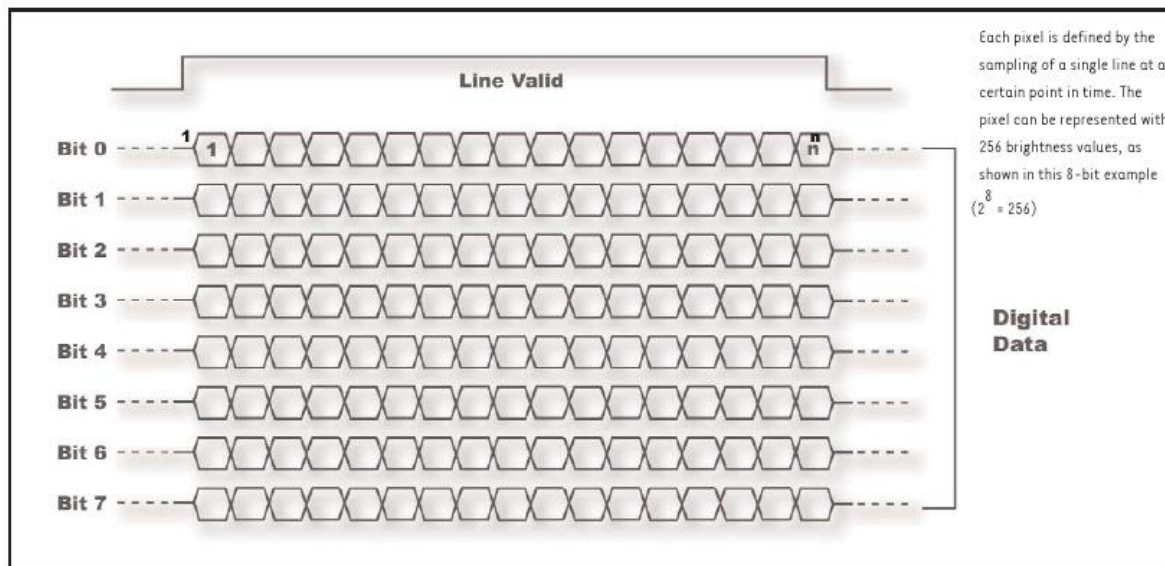 Line Valid
Each pixel is defined by the
sampling of a single line at a
certain point in time. The
pixel can be represented with
256 brightness values, as
shown in this 8-bit example
(2^8 = 256)
Bit 0 1 1 n n
Bit 1
Bit 2
Bit 3
Bit 4
Bit 5
Bit 6
Bit 7
Digital
Data